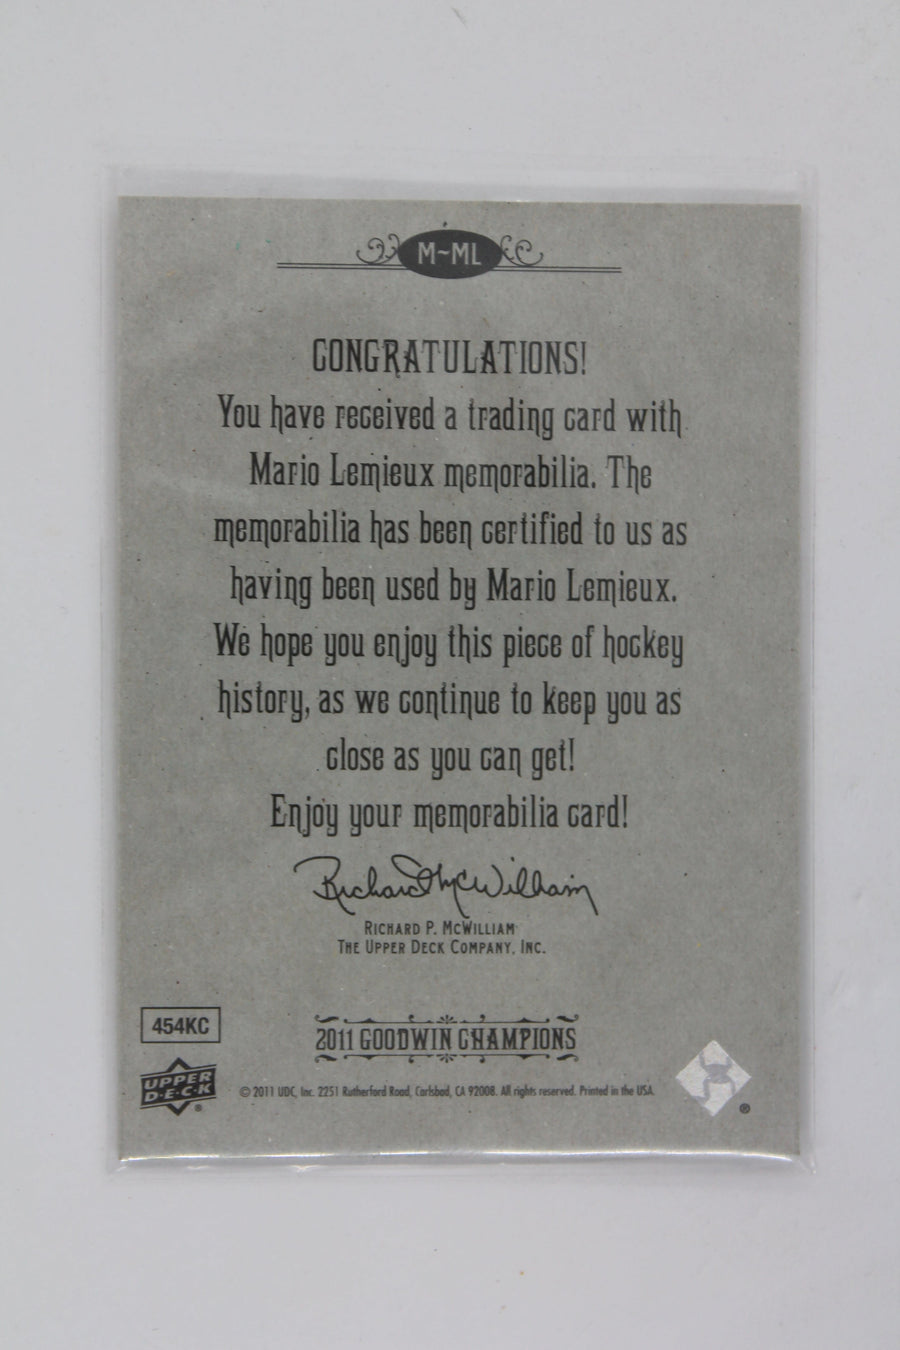 M~ML
CONGRATULATIONS!
You have received a trading card with
Mario Lemieux memorabilia. The
memorabilia has been certified to us as
having been used by Mario Lemieux.
We hope you enjoy this piece of hockey
history, as we continue to keep you as
close as you can get!
Enjoy your memorabilia card!
Richard McWilliam
RICHARD P. MCWILLIAM
THE UPPER DECK COMPANY, INC.
454KC
2011 GOODWIN CHAMPIONS
UPPER
D·E·C·K
®
© 2011 UDC, Inc. 2251 Rutherford Road, Carlsbad, CA 92008. All rights reserved. Printed in the USA.
®